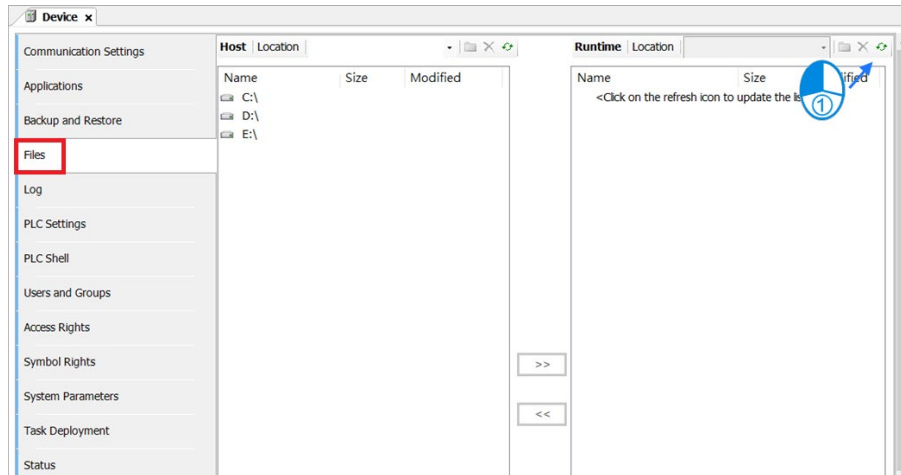 Device x
Communication Settings
Applications
Backup and Restore
Files
Log
PLC Settings
PLC Shell
Users and Groups
Access Rights
Symbol Rights
System Parameters
Task Deployment
Status
Host Location
Name Size Modified
C:\
D:\
E:\
>>
<<
Runtime Location
Name Size
<Click on the refresh icon to update the
①